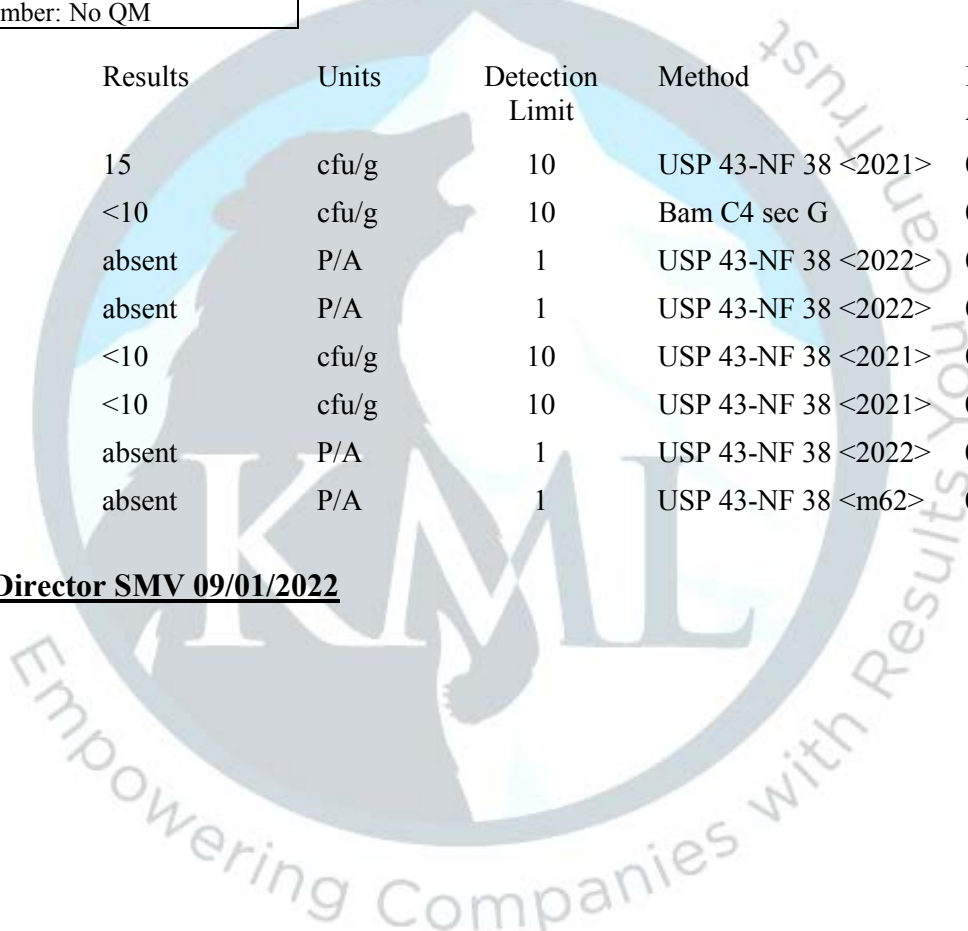 mber: No QM
Results Units Detection Limit Method
15 cfu/g 10 USP 43-NF 38 <2021>
<10 cfu/g 10 Bam C4 sec G
absent P/A 1 USP 43-NF 38 <2022>
absent P/A 1 USP 43-NF 38 <2022>
<10 cfu/g 10 USP 43-NF 38 <2021>
<10 cfu/g 10 USP 43-NF 38 <2021>
absent P/A 1 USP 43-NF 38 <2022>
absent P/A 1 USP 43-NF 38 <m62>
Director SMV 09/01/2022
KML
Empowering Companies with Results You Can Trust